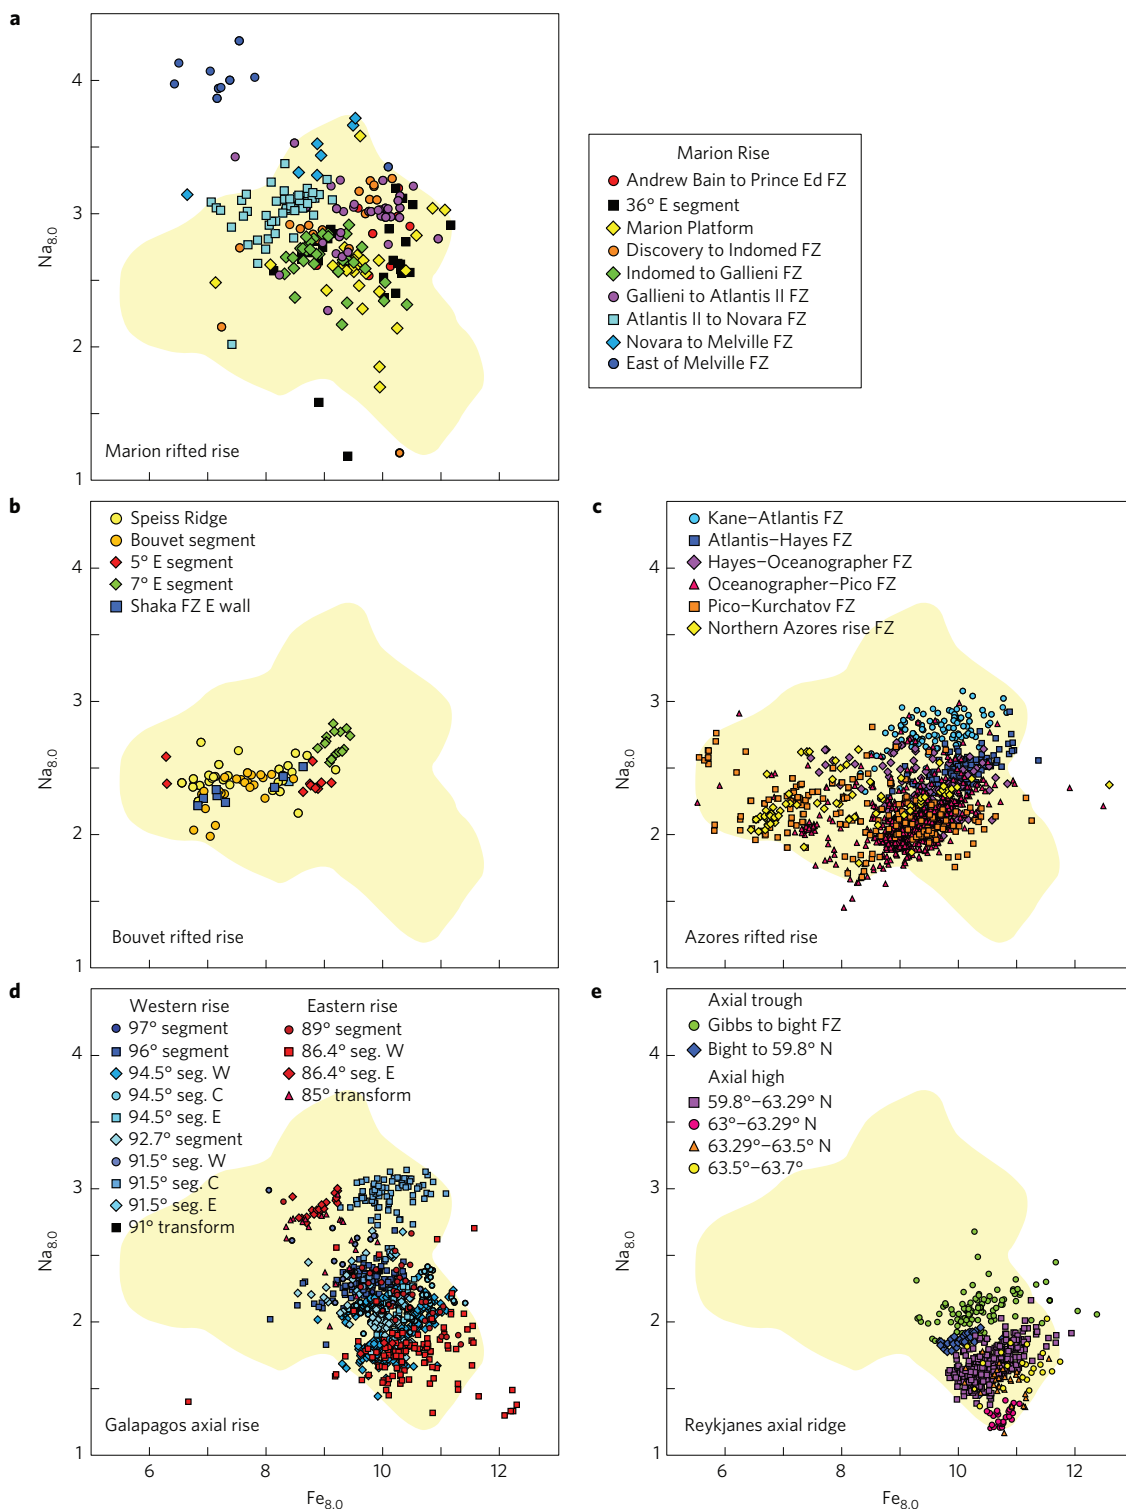 a
4
3
2
1
Na8.0
Marion rifted rise
Marion Rise
Andrew Bain to Prince Ed FZ
36° E segment
Marion Platform
Discovery to Indomed FZ
Indomed to Gallieni FZ
Gallieni to Atlantis II FZ
Atlantis II to Novara FZ
Novara to Melville FZ
East of Melville FZ
b
4
3
2
1
Na8.0
Speiss Ridge
Bouvet segment
5° E segment
7° E segment
Shaka FZ E wall
Bouvet rifted rise
c
4
3
2
1
Na8.0
Kane–Atlantis FZ
Atlantis–Hayes FZ
Hayes–Oceanographer FZ
Oceanographer–Pico FZ
Pico–Kurchatov FZ
Northern Azores rise FZ
Azores rifted rise
d
4
3
2
1
Na8.0
Western rise
97° segment
96° segment
94.5° seg. W
94.5° seg. C
94.5° seg. E
92.7° segment
91.5° seg. W
91.5° seg. C
91.5° seg. E
91° transform
Eastern rise
89° segment
86.4° seg. W
86.4° seg. E
85° transform
Galapagos axial rise
6 8 10 12
Fe8.0
e
4
3
2
1
Na8.0
Axial trough
Gibbs to bight FZ
Bight to 59.8° N
Axial high
59.8°–63.29° N
63°–63.29° N
63.29°–63.5° N
63.5°–63.7°
Reykjanes axial ridge
6 8 10 12
Fe8.0